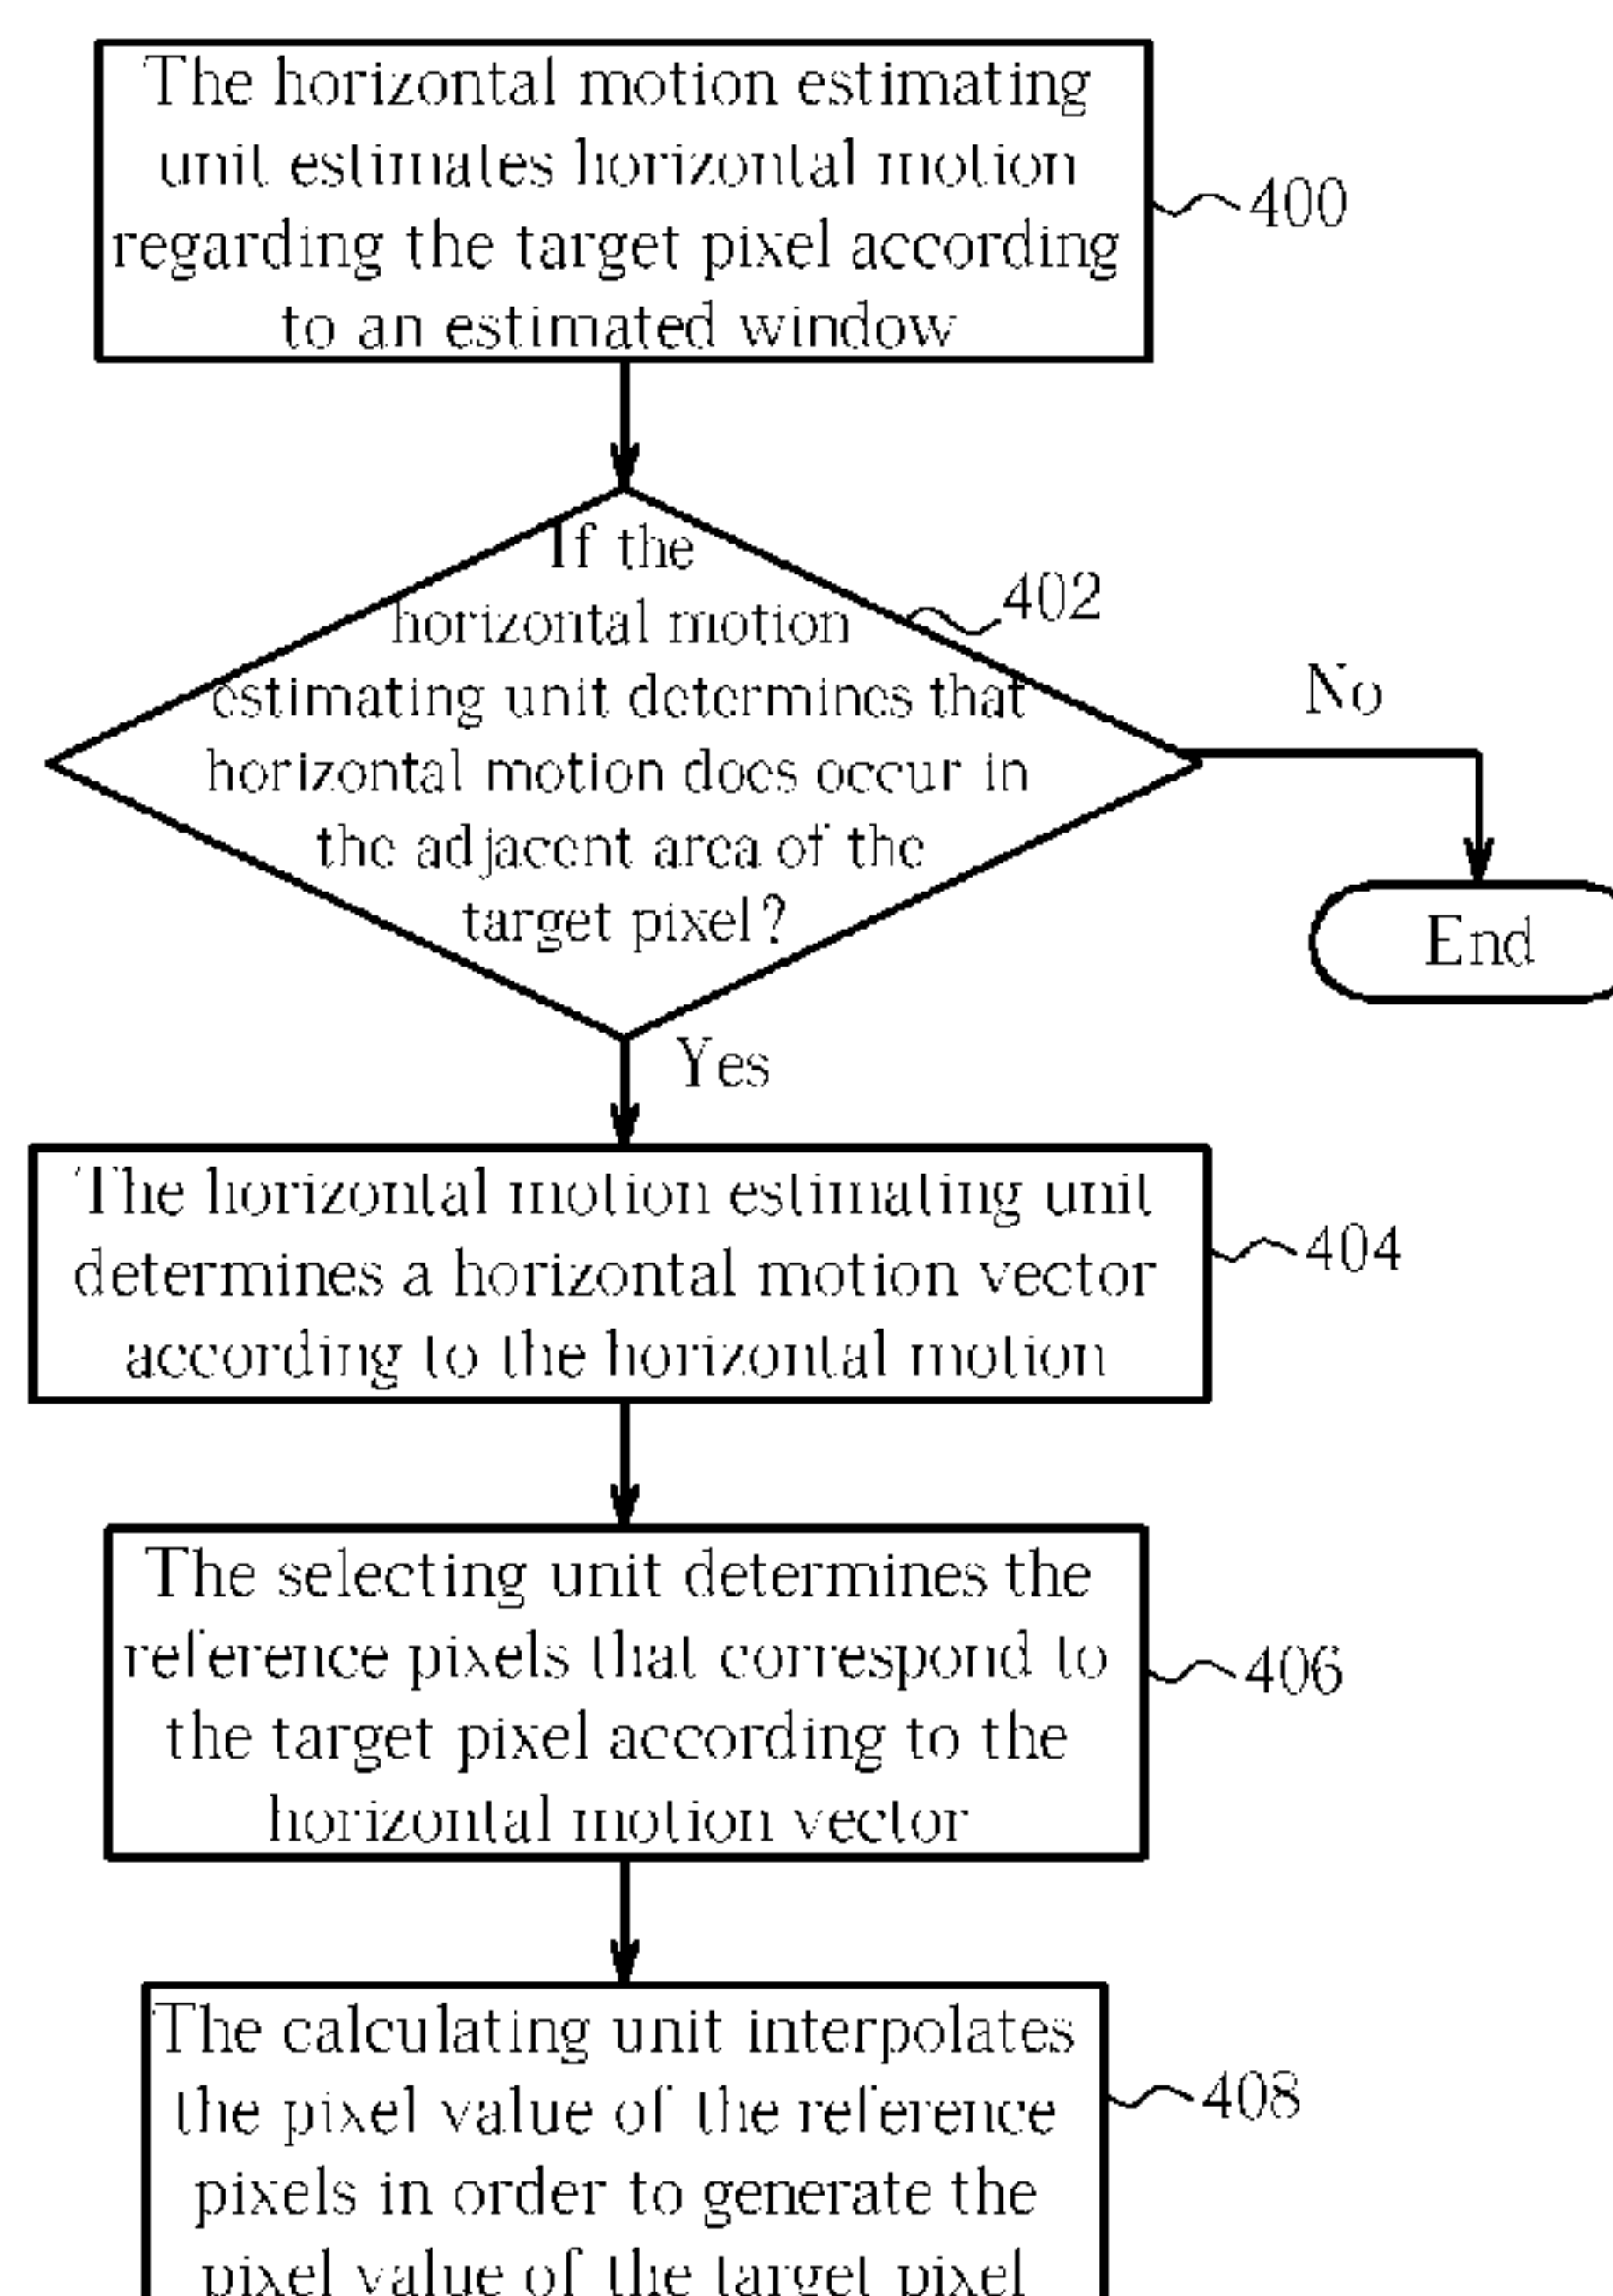 The horizontal motion estimating
unit estimates horizontal motion
regarding the target pixel according
to an estimated window
400
If the
horizontal motion
estimating unit determines that
horizontal motion does occur in
the adjacent area of the
target pixel?
402
No
End
Yes
The horizontal motion estimating unit
determines a horizontal motion vector
according to the horizontal motion
404
The selecting unit determines the
reference pixels that correspond to
the target pixel according to the
horizontal motion vector
406
The calculating unit interpolates
the pixel value of the reference
pixels in order to generate the
pixel value of the target pixel
408